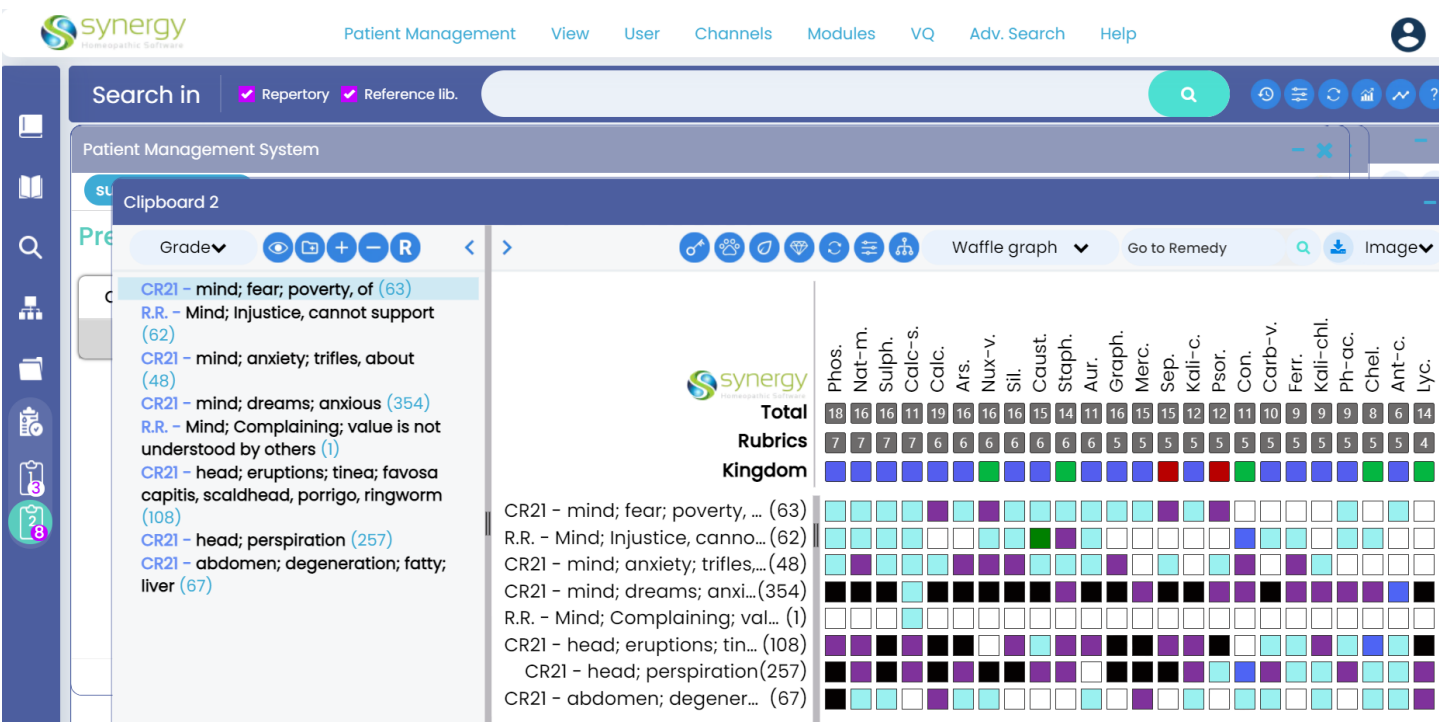 synergy
Homeopathic Software
Patient Management View User Channels Modules VQ Adv. Search Help
Search in Repertory Reference lib.
?
Patient Management System
su
Clipboard 2
Pre
Grade R Waffle graph Go to Remedy Image
C
CR21 - mind; fear; poverty, of (63)
R.R. - Mind; Injustice, cannot support
(62)
CR21 - mind; anxiety; trifles, about
(48)
CR21 - mind; dreams; anxious (354)
R.R. - Mind; Complaining; value is not
understood by others (1)
CR21 - head; eruptions; tinea; favosa
capitis, scaldhead, porrigo, ringworm
(108)
CR21 - head; perspiration (257)
CR21 - abdomen; degeneration; fatty;
liver (67)
1
3
2
8
synergy
Homeopathic Software
Phos. Nat-m. Sulph. Calc-s. Calc. Ars. Nux-v. Sil. Caust. Staph. Aur. Graph. Merc. Sep. Kali-c. Psor. Con. Carb-v. Ferr. Kali-chl. Ph-ac. Chel. Ant-c. Lyc.
Total 18 16 16 11 19 16 16 16 15 14 11 16 15 15 12 12 11 10 9 9 9 8 6 14
Rubrics 7 7 7 7 6 6 6 6 6 6 6 5 5 5 5 5 5 5 5 5 5 5 5 4
Kingdom
CR21 - mind; fear; poverty, ... (63)
R.R. - Mind; Injustice, canno... (62)
CR21 - mind; anxiety; trifles,... (48)
CR21 - mind; dreams; anxi... (354)
R.R. - Mind; Complaining; val... (1)
CR21 - head; eruptions; tin... (108)
CR21 - head; perspiration(257)
CR21 - abdomen; degener... (67)